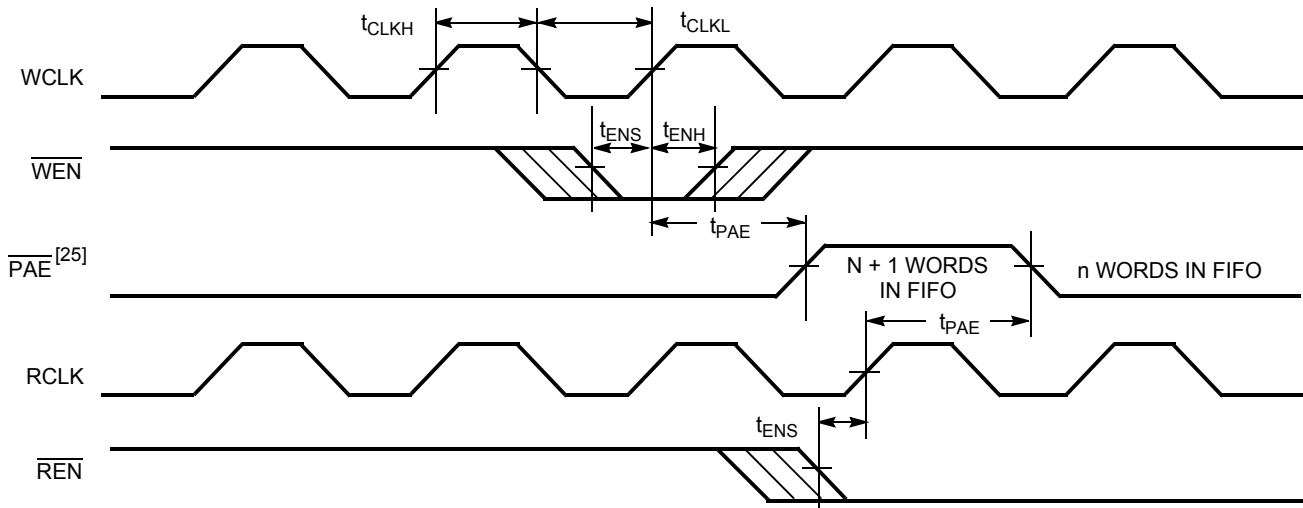 tCLKH
tCLKL
WCLK
tENS
tENH
WEN
tPAE
PAE [25]
N + 1 WORDS
IN FIFO
n WORDS IN FIFO
tPAE
RCLK
tENS
REN